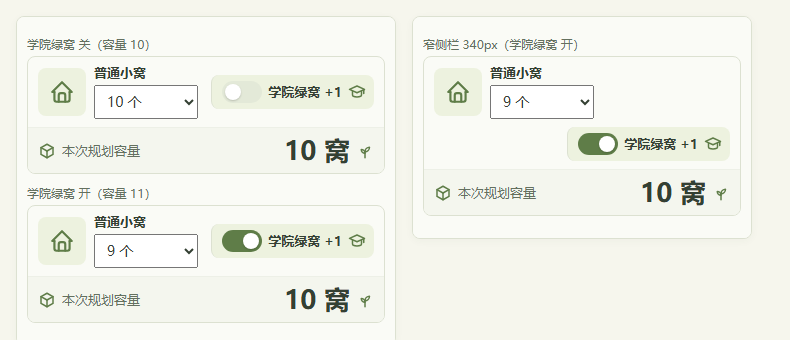 学院绿窝 关（容量 10）
普通小窝
10 个
学院绿窝 +1
本次规划容量
10 窝
学院绿窝 开（容量 11）
普通小窝
9 个
学院绿窝 +1
本次规划容量
10 窝
窄侧栏 340px（学院绿窝 开）
普通小窝
9 个
学院绿窝 +1
本次规划容量
10 窝